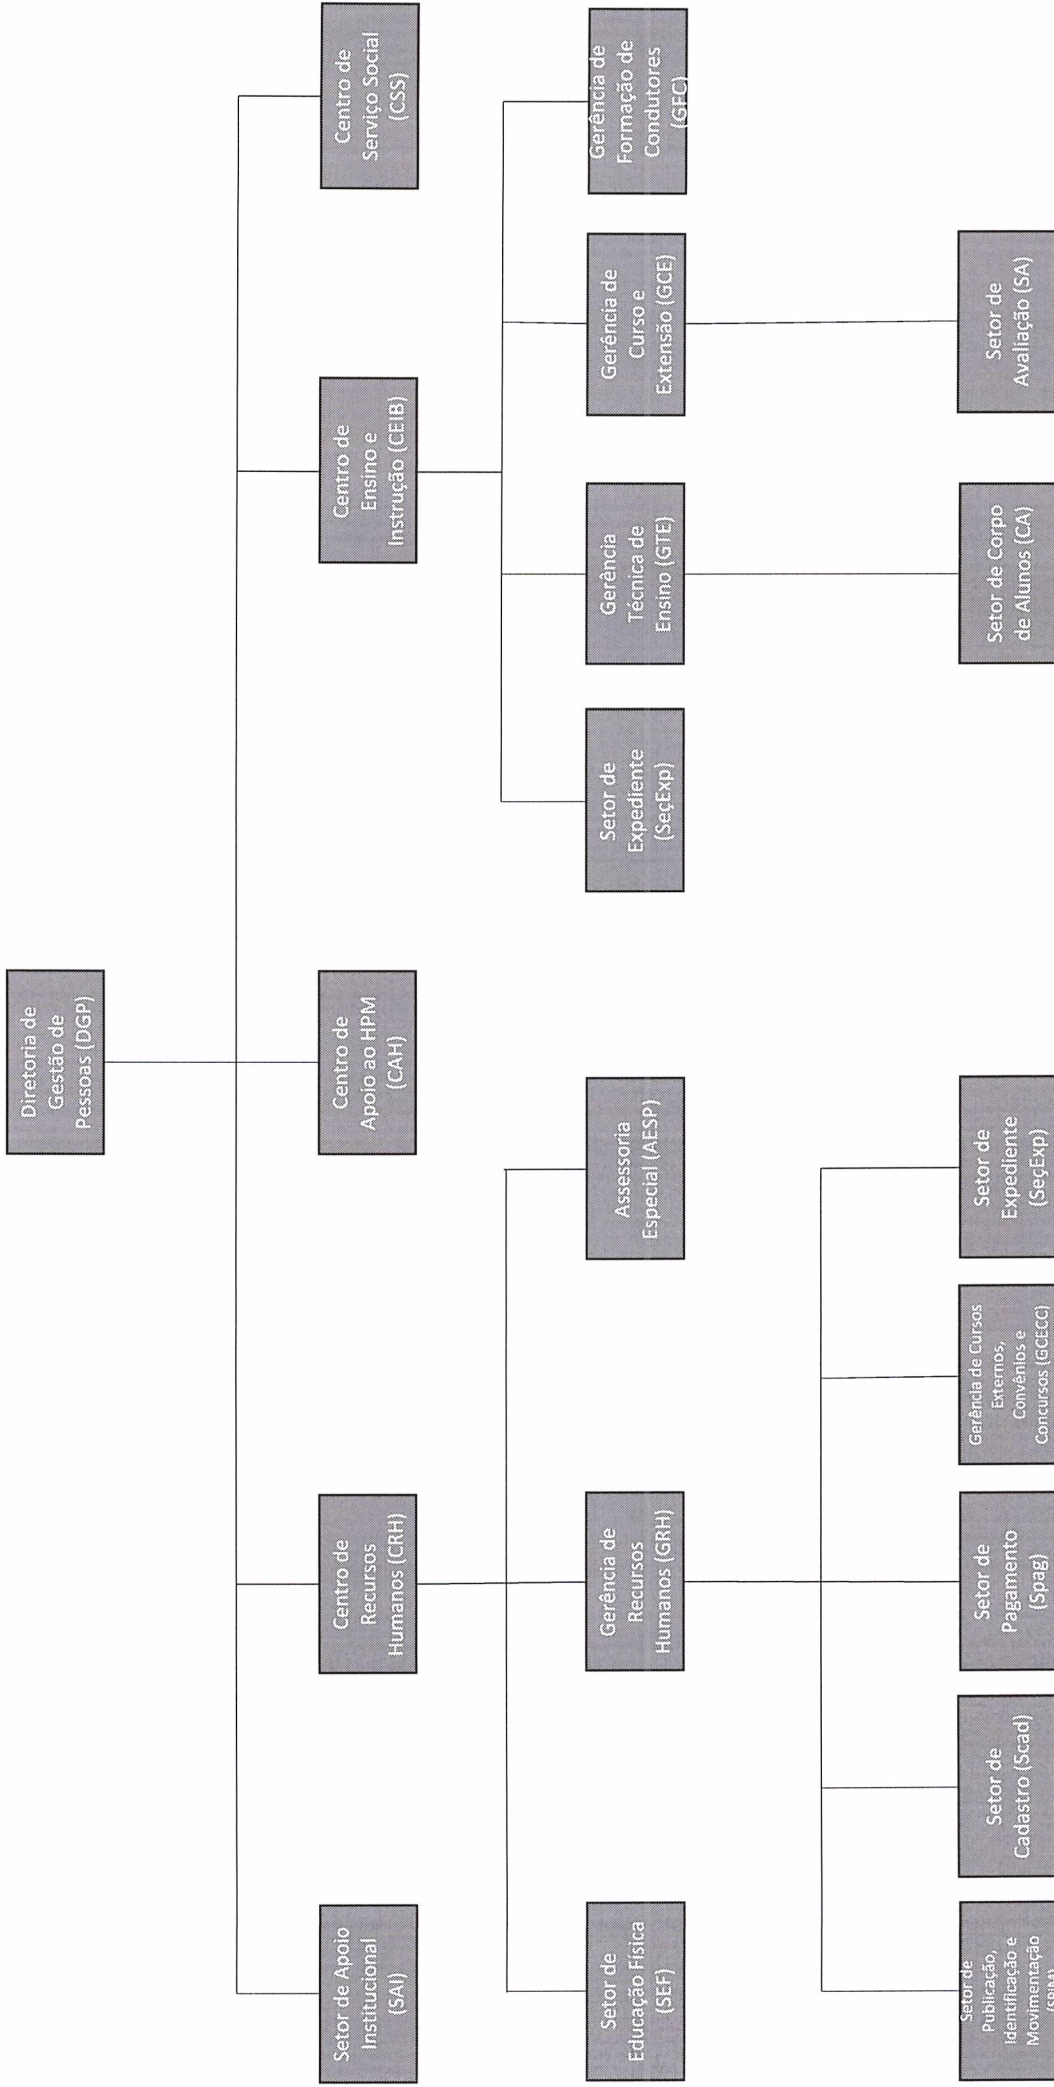 Diretoria de
Gestão de
Pessoas (DGP)
Setor de Apoio
Institucional
(SAI)
Centro de
Recursos
Humanos (CRH)
Centro de
Apoio ao HPM
(CAH)
Centro de
Ensino e
Instrução (CEIB)
Centro de
Serviço Social
(CSS)
Setor de
Educação Física
(SEF)
Gerência de
Recursos
Humanos (GRH)
Assessoria
Especial (AESP)
Setor de
Expediente
(SeçExp)
Gerência
Técnica de
Ensino (GTE)
Gerência de
Curso e
Extensão (GCE)
Gerência de
Formação de
Condutores
(GFC)
Setor de
Publicação,
Identificação e
Movimentação
(SPIM)
Setor de
Cadastro (Scad)
Setor de
Pagamento
(Spag)
Gerência de Cursos
Externos,
Convênios e
Concursos (GCECC)
Setor de
Expediente
(SeçExp)
Setor de Corpo
de Alunos (CA)
Setor de
Avaliação (SA)